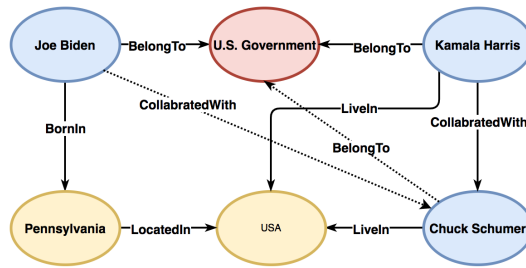 Joe Biden
BelongTo
U.S. Government
BelongTo
Kamala Harris
CollabratedWith
LiveIn
BornIn
CollabratedWith
BelongTo
Pennsylvania
LocatedIn
USA
LiveIn
Chuck Schumer